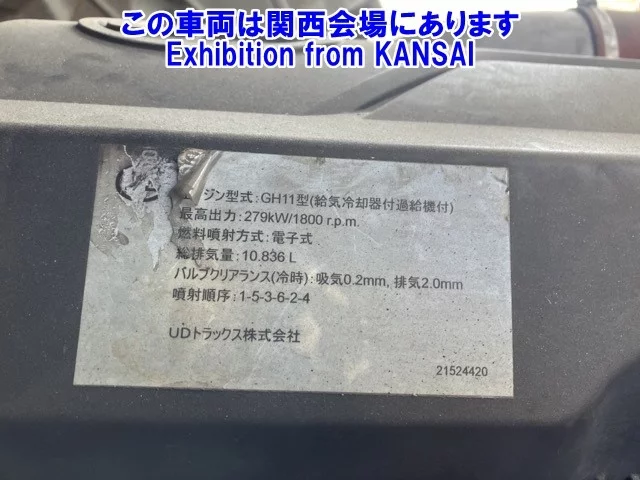 この車両は関西会場にあります
Exhibition from KANSAI
ジン型式:GH11型(給気冷却器付過給機付)
最高出力:279kW/1800 r.p.m.
燃料噴射方式:電子式
総排気量:10.836 L
バルブクリアランス(冷時):吸気0.2mm, 排気2.0mm
噴射順序:1-5-3-6-2-4
UDトラックス株式会社
21524420